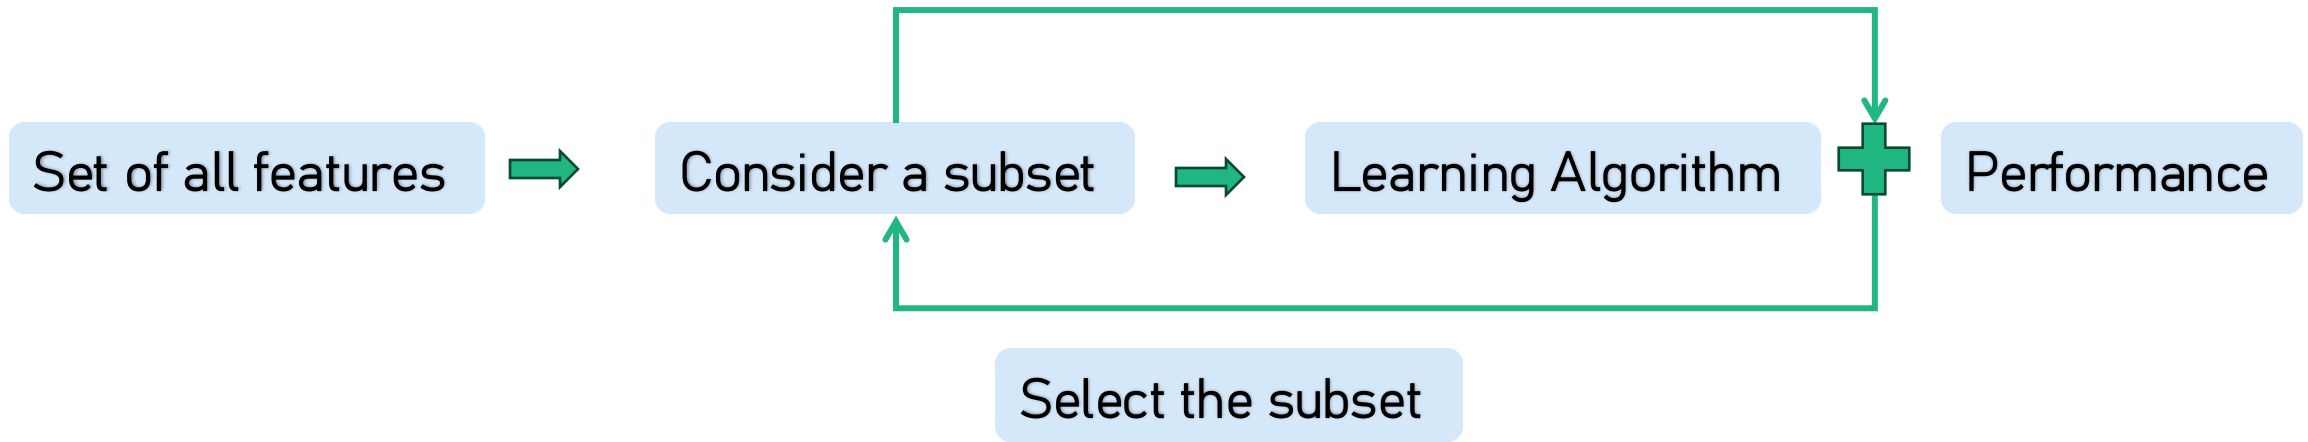 Set of all features
Consider a subset
Learning Algorithm
Performance
Select the subset